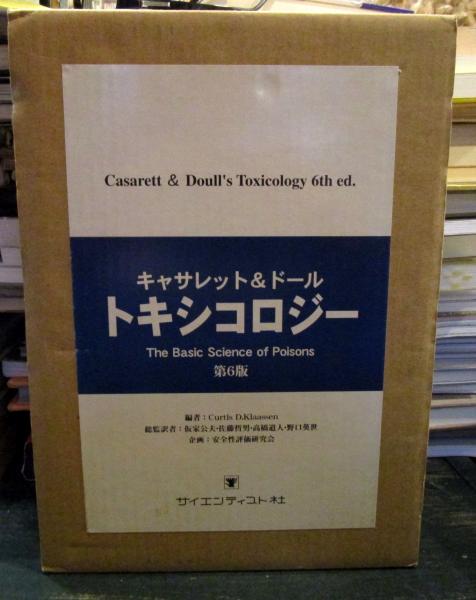 Casarett & Doull's Toxicology 6th ed.
キャサレット&ドール
トキシコロジー
The Basic Science of Poisons
第6版
編者:Curtis D.Klaassen
総監訳者:仮家公夫・佐藤哲男・高橋道人・野口英世
企画:安全性評価研究会
サイエンティスト社